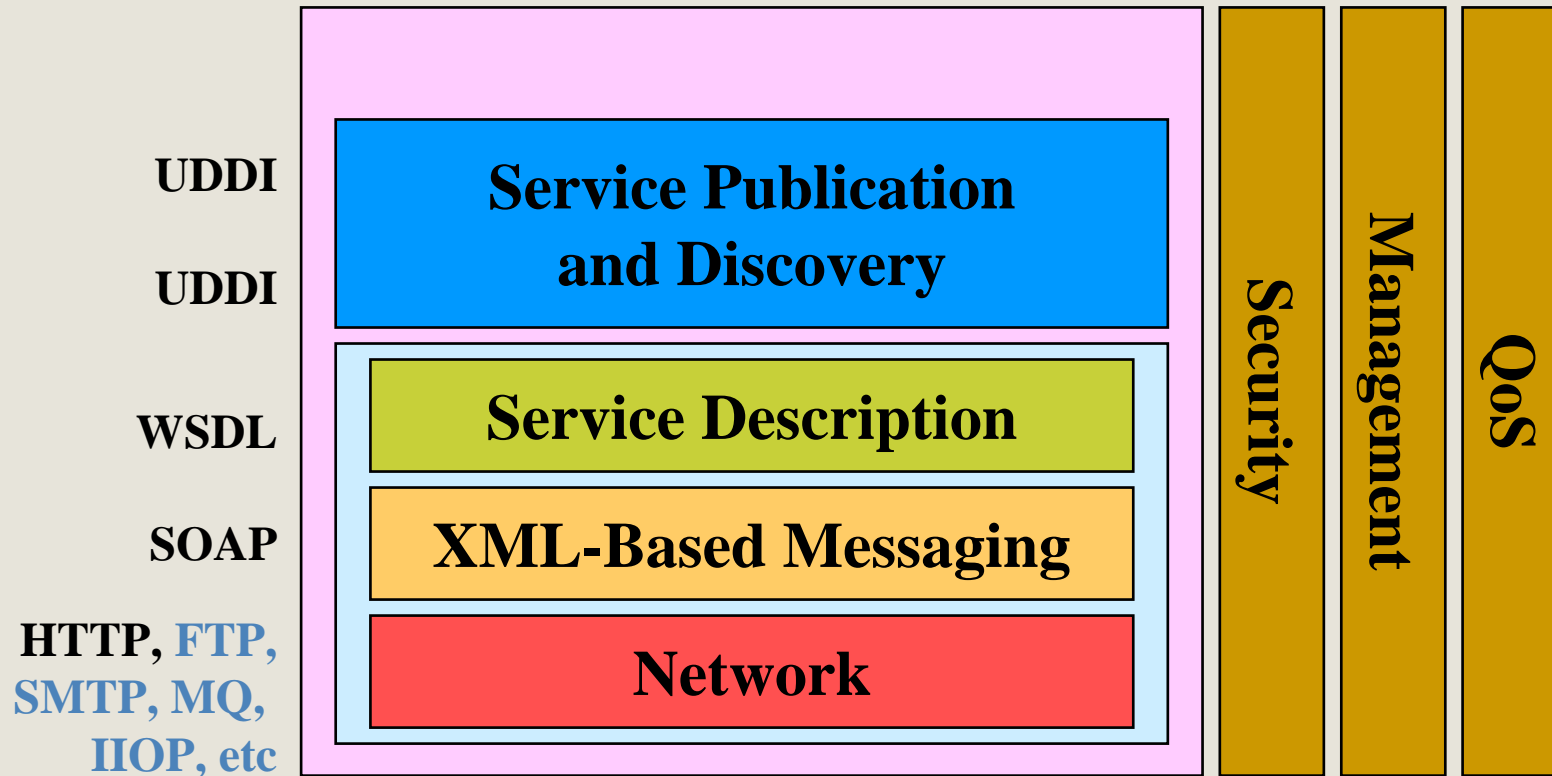 UDDI
UDDI
WSDL
SOAP
HTTP, FTP,
SMTP, MQ,
IIOP, etc
Service Publication
and Discovery
Service Description
XML-Based Messaging
Network
Security
Management
QoS